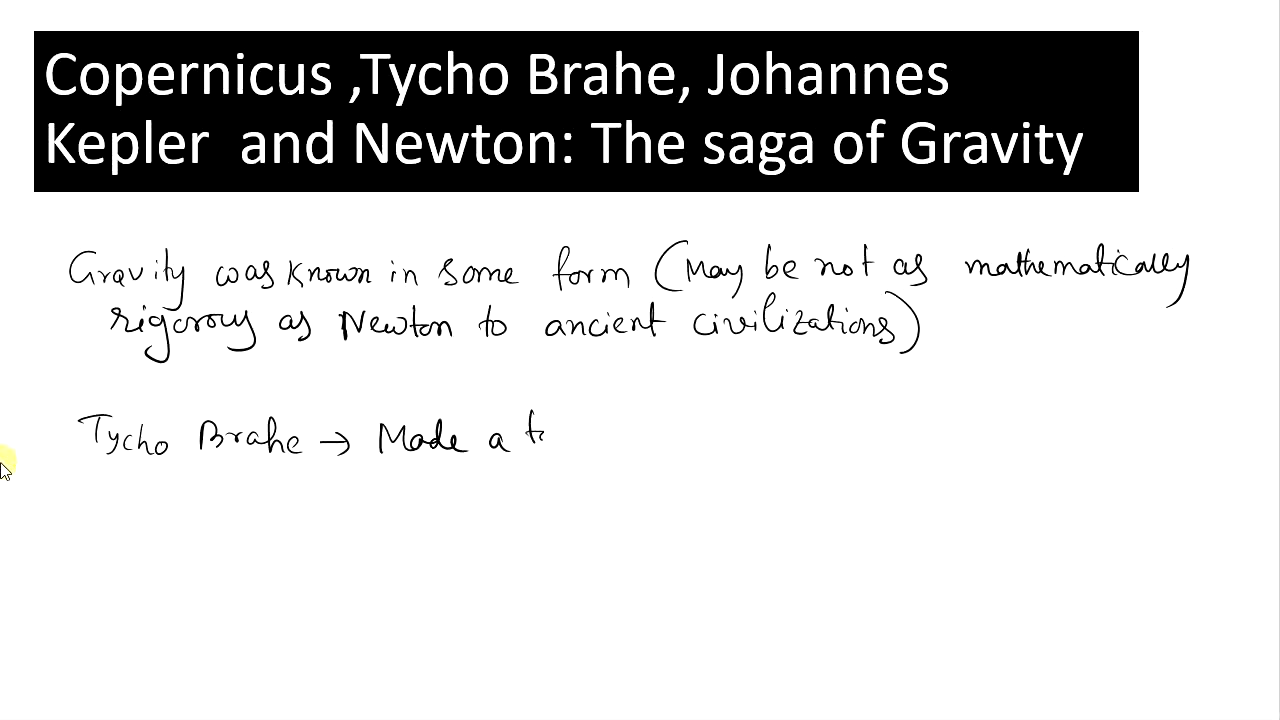 Copernicus ,Tycho Brahe, Johannes
Kepler and Newton: The saga of Gravity
Gravity was known in some form (May be not as mathematically
rigorous as Newton to ancient civilizations)
Tycho Brahe → Made a